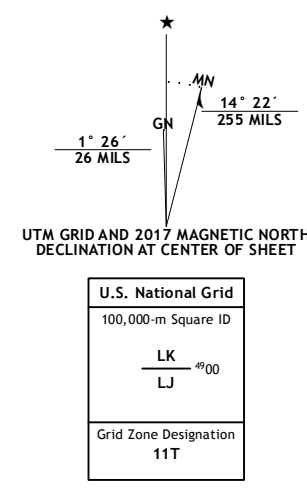 ★
MN
GN
14° 22´
255 MILS
1° 26´
26 MILS
UTM GRID AND 2017 MAGNETIC NORTH
DECLINATION AT CENTER OF SHEET
U.S. National Grid
100,000-m Square ID
LK
4900
LJ
Grid Zone Designation
11T